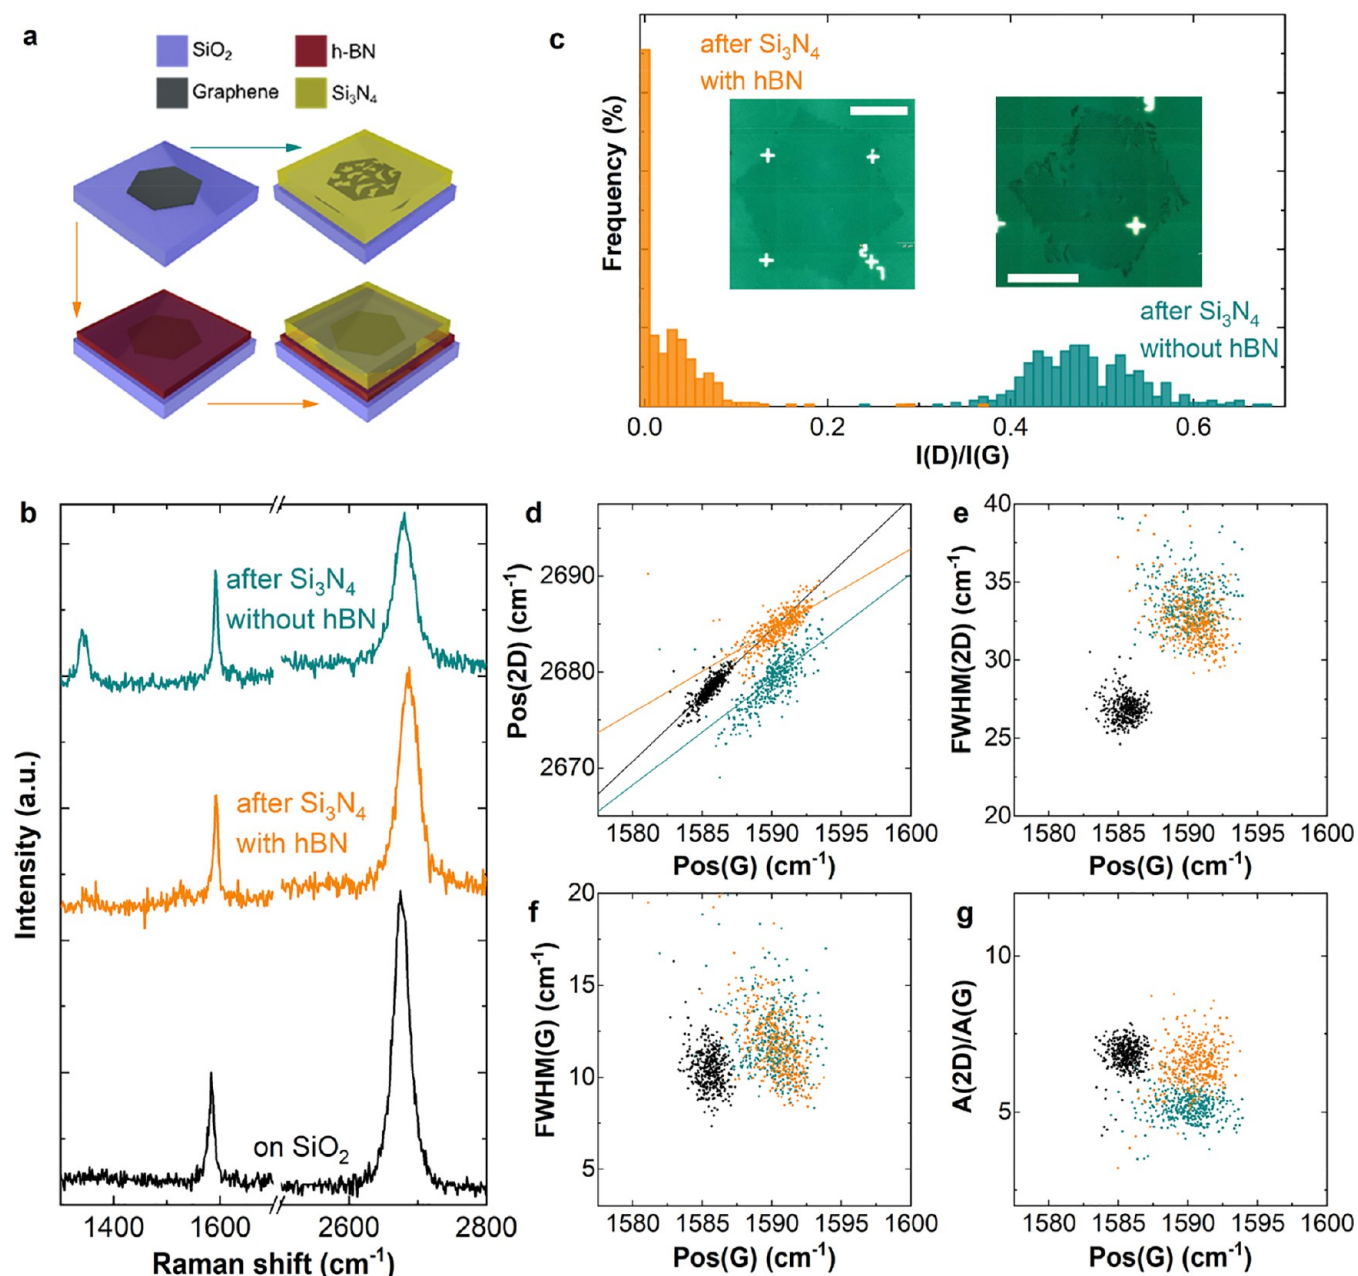 a
SiO₂
h-BN
Graphene
Si₃N₄
c
after Si₃N₄
with hBN
after Si₃N₄
without hBN
Frequency (%)
0.0 0.2 0.4 0.6
I(D)/I(G)
b
after Si₃N₄
without hBN
after Si₃N₄
with hBN
on SiO₂
Intensity (a.u.)
1400 1600 2600 2800
Raman shift (cm⁻¹)
d
Pos(2D) (cm⁻¹)
2690
2680
2670
1580 1585 1590 1595 1600
Pos(G) (cm⁻¹)
e
FWHM(2D) (cm⁻¹)
40
35
30
25
20
1580 1585 1590 1595 1600
Pos(G) (cm⁻¹)
f
FWHM(G) (cm⁻¹)
20
15
10
5
1580 1585 1590 1595 1600
Pos(G) (cm⁻¹)
g
A(2D)/A(G)
10
5
1580 1585 1590 1595 1600
Pos(G) (cm⁻¹)